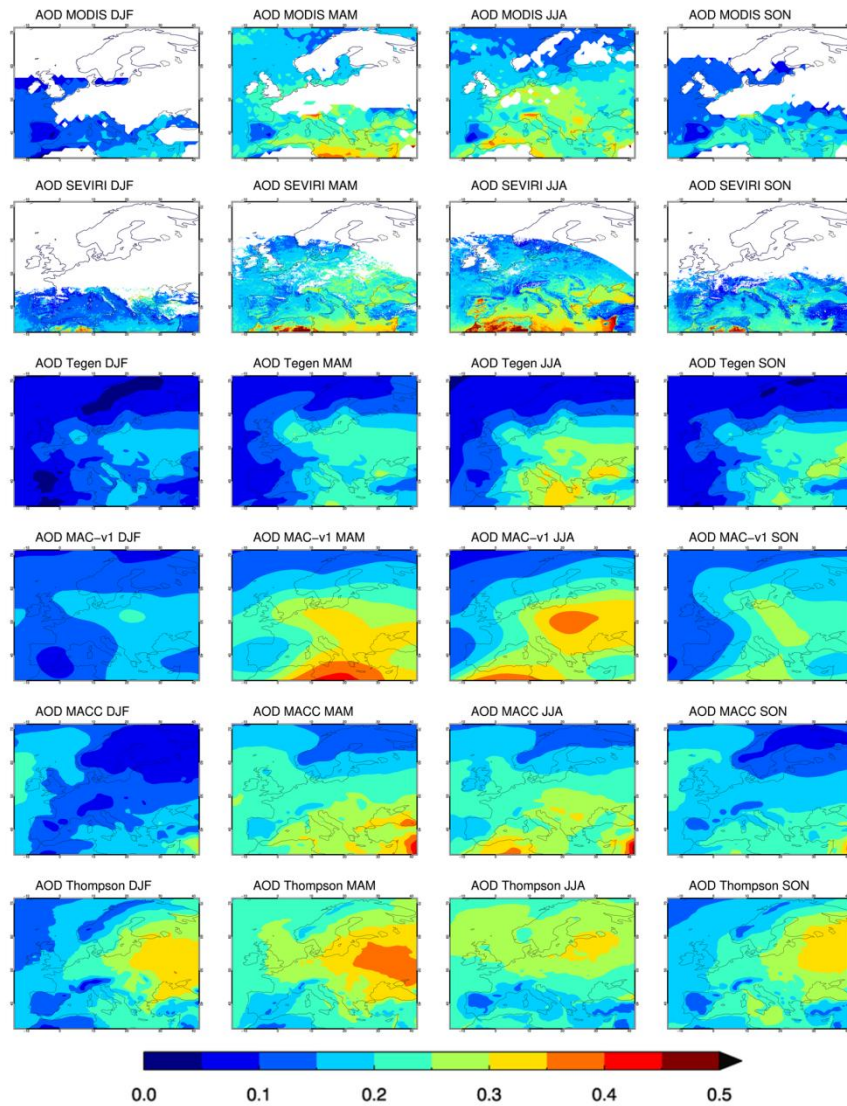 AOD MODIS DJF
AOD MODIS MAM
AOD MODIS JJA
AOD MODIS SON
AOD SEVIRI DJF
AOD SEVIRI MAM
AOD SEVIRI JJA
AOD SEVIRI SON
AOD Tegen DJF
AOD Tegen MAM
AOD Tegen JJA
AOD Tegen SON
AOD MAC-v1 DJF
AOD MAC-v1 MAM
AOD MAC-v1 JJA
AOD MAC-v1 SON
AOD MACC DJF
AOD MACC MAM
AOD MACC JJA
AOD MACC SON
AOD Thompson DJF
AOD Thompson MAM
AOD Thompson JJA
AOD Thompson SON
0.0 0.1 0.2 0.3 0.4 0.5